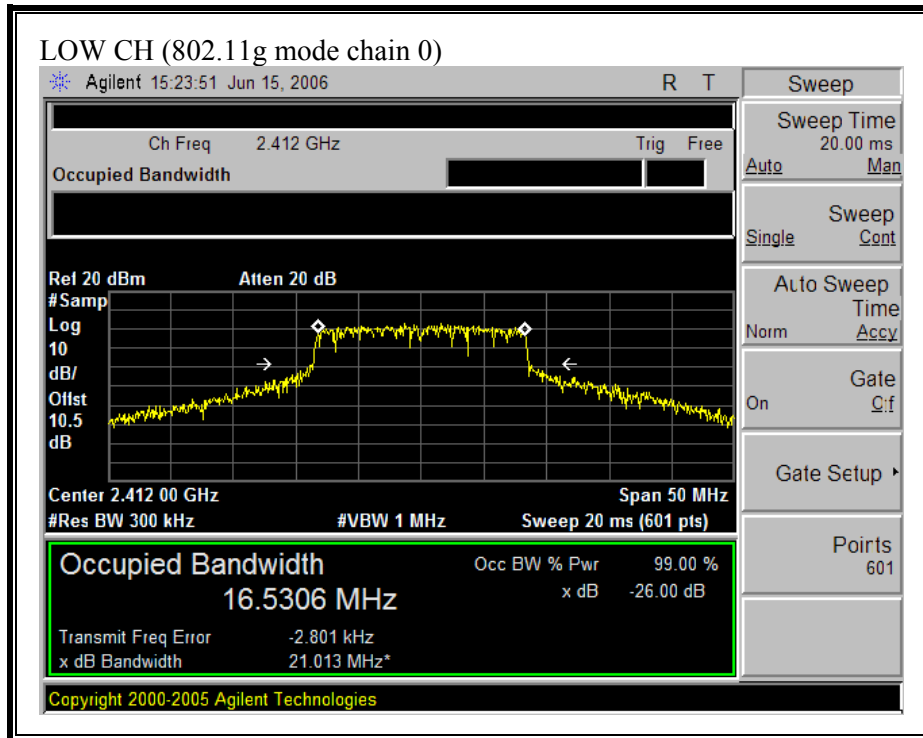 LOW CH (802.11g mode chain 0)
Agilent 15:23:51 Jun 15, 2006 R T
Sweep
Ch Freq 2.412 GHz Trig Free
Occupied Bandwidth
Sweep Time
20.00 ms
Auto Man
Sweep
Single Cont
Auto Sweep
Time
Norm Accy
Gate
On Off
Gate Setup
Points
601
Ref 20 dBm Atten 20 dB
#Samp
Log
10
dB/
Offst
10.5
dB
Center 2.412 00 GHz Span 50 MHz
#Res BW 300 kHz #VBW 1 MHz Sweep 20 ms (601 pts)
Occupied Bandwidth Occ BW % Pwr 99.00 %
16.5306 MHz x dB -26.00 dB
Transmit Freq Error -2.801 kHz
x dB Bandwidth 21.013 MHz*
Copyright 2000-2005 Agilent Technologies